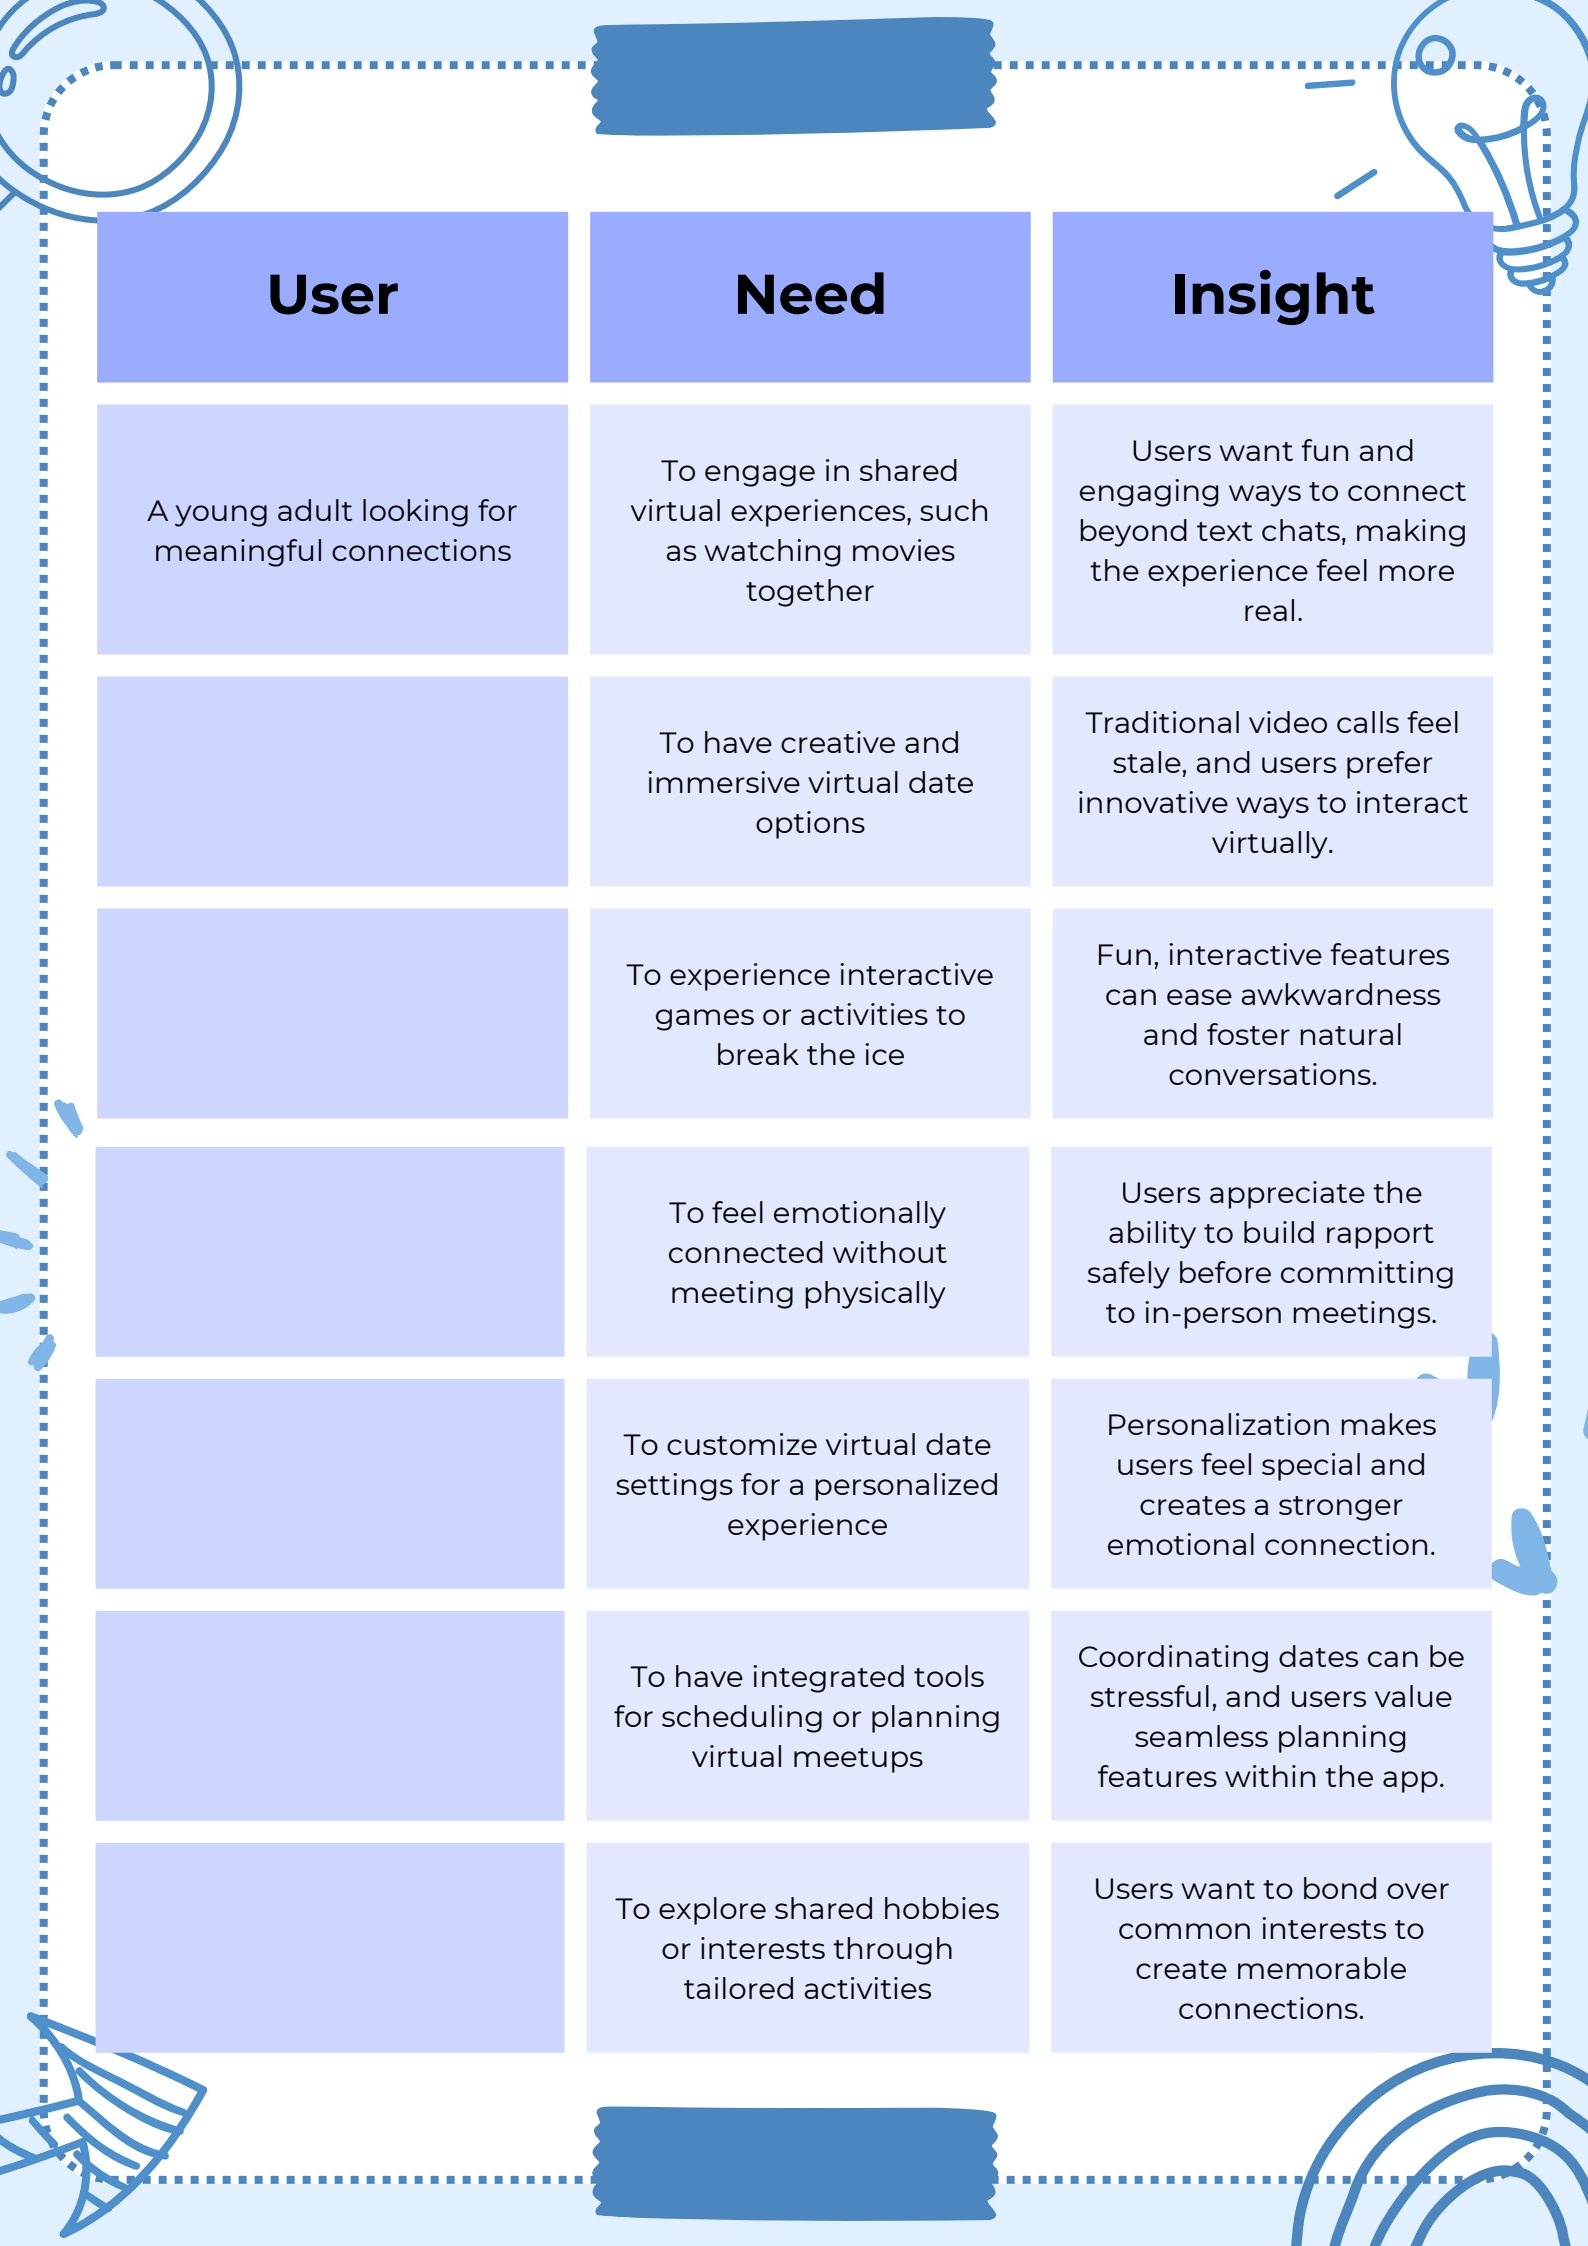 User
Need
Insight
A young adult looking for
meaningful connections
To engage in shared
virtual experiences, such
as watching movies
together
Users want fun and
engaging ways to connect
beyond text chats, making
the experience feel more
real.
To have creative and
immersive virtual date
options
Traditional video calls feel
stale, and users prefer
innovative ways to interact
virtually.
To experience interactive
games or activities to
break the ice
Fun, interactive features
can ease awkwardness
and foster natural
conversations.
To feel emotionally
connected without
meeting physically
Users appreciate the
ability to build rapport
safely before committing
to in-person meetings.
To customize virtual date
settings for a personalized
experience
Personalization makes
users feel special and
creates a stronger
emotional connection.
To have integrated tools
for scheduling or planning
virtual meetups
Coordinating dates can be
stressful, and users value
seamless planning
features within the app.
To explore shared hobbies
or interests through
tailored activities
Users want to bond over
common interests to
create memorable
connections.